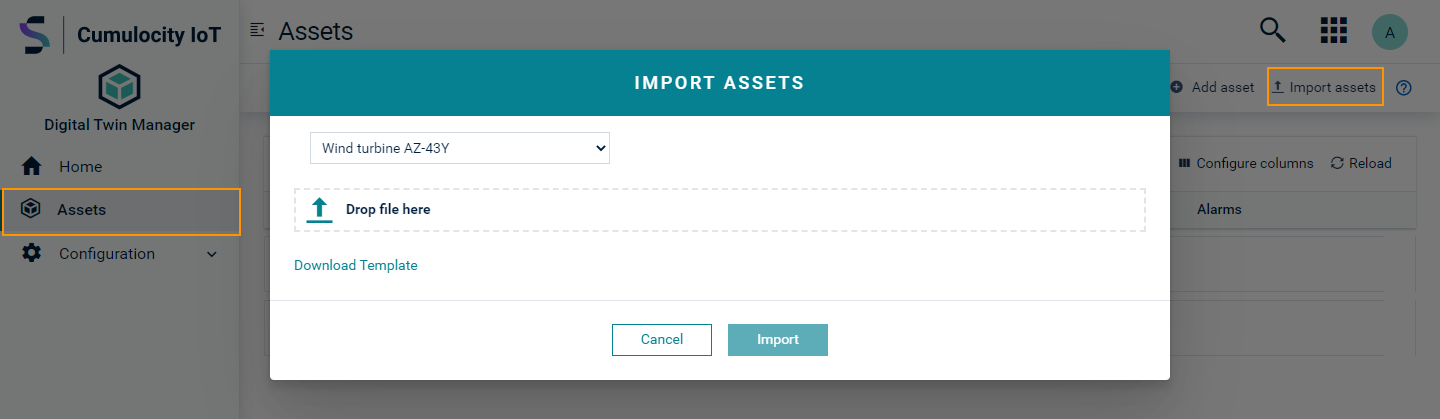 Cumulocity IoT
Digital Twin Manager
Home
Assets
Configuration
Assets
A
Add asset
Import assets
Configure columns
Reload
Alarms
IMPORT ASSETS
Wind turbine AZ-43Y
Drop file here
Download Template
Cancel
Import